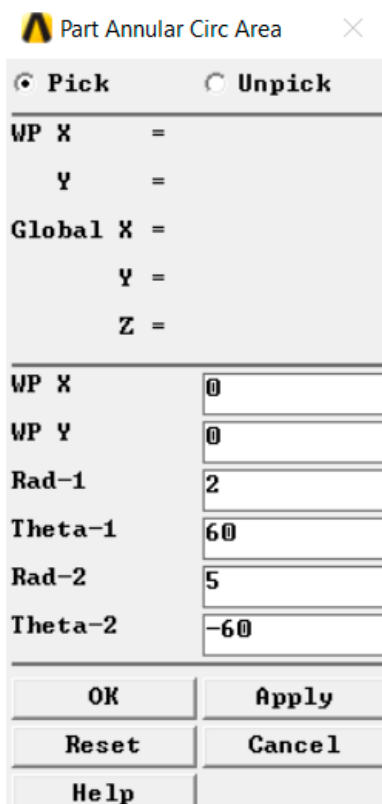 Part Annular Circ Area
Pick Unpick
WP X =
Y =
Global X =
Y =
Z =
WP X 0
WP Y 0
Rad-1 2
Theta-1 60
Rad-2 5
Theta-2 -60
OK Apply
Reset Cancel
Help